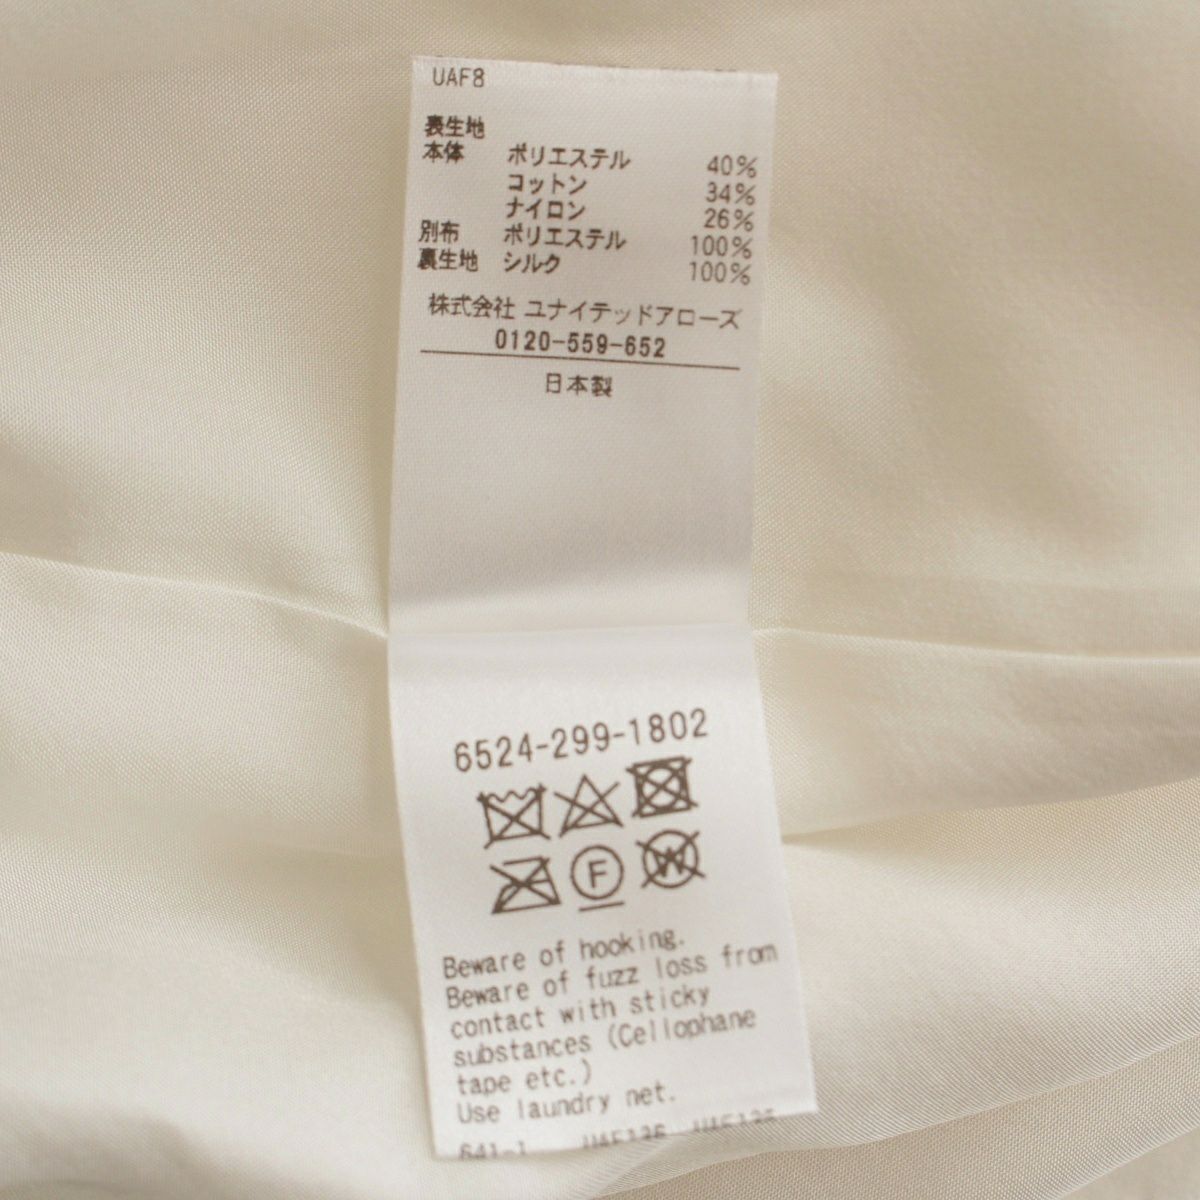 UAF8
表生地
本体 ポリエステル 40%
コットン 34%
ナイロン 26%
別布 ポリエステル 100%
裏生地 シルク 100%
株式会社 ユナイテッドアローズ
0120-559-652
日本製
6524-299-1802
F
W
Beware of hooking.
Beware of fuzz loss from
contact with sticky
substances (Cellophane
tape etc.)
Use laundry net.
641-1